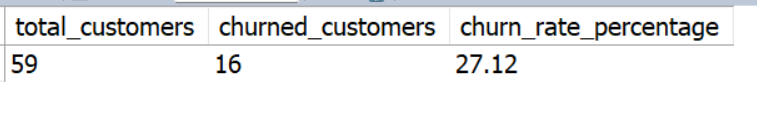 total_customers churned_customers churn_rate_percentage
59 16 27.12